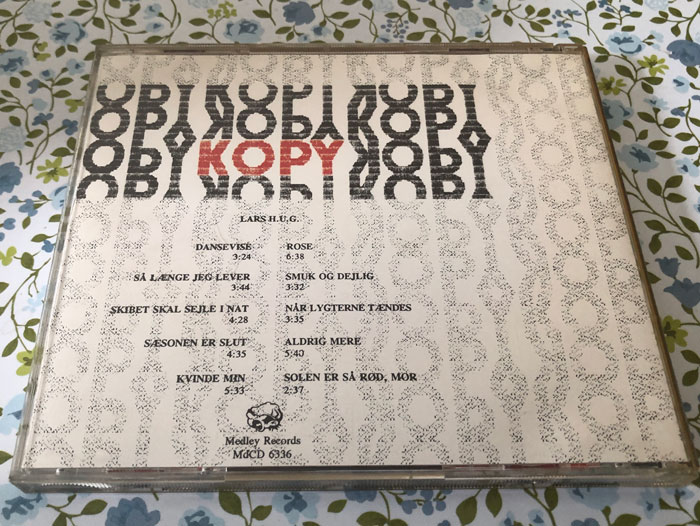 KOPY
LARS H.U.G.
DANSEVISE
3:24
SÅ LÆNGE JEG LEVER
3:44
SKIBET SKAL SEJLE I NAT
4:28
SÆSONEN ER SLUT
4:35
KVINDE MIN
5:33
ROSE
6:38
SMUK OG DEJLIG
3:32
NÅR LYGTERNE TÆNDES
3:35
ALDRIG MERE
5:40
SOLEN ER SÅ RØD, MOR
2:37
Medley Records
MdCD 6336